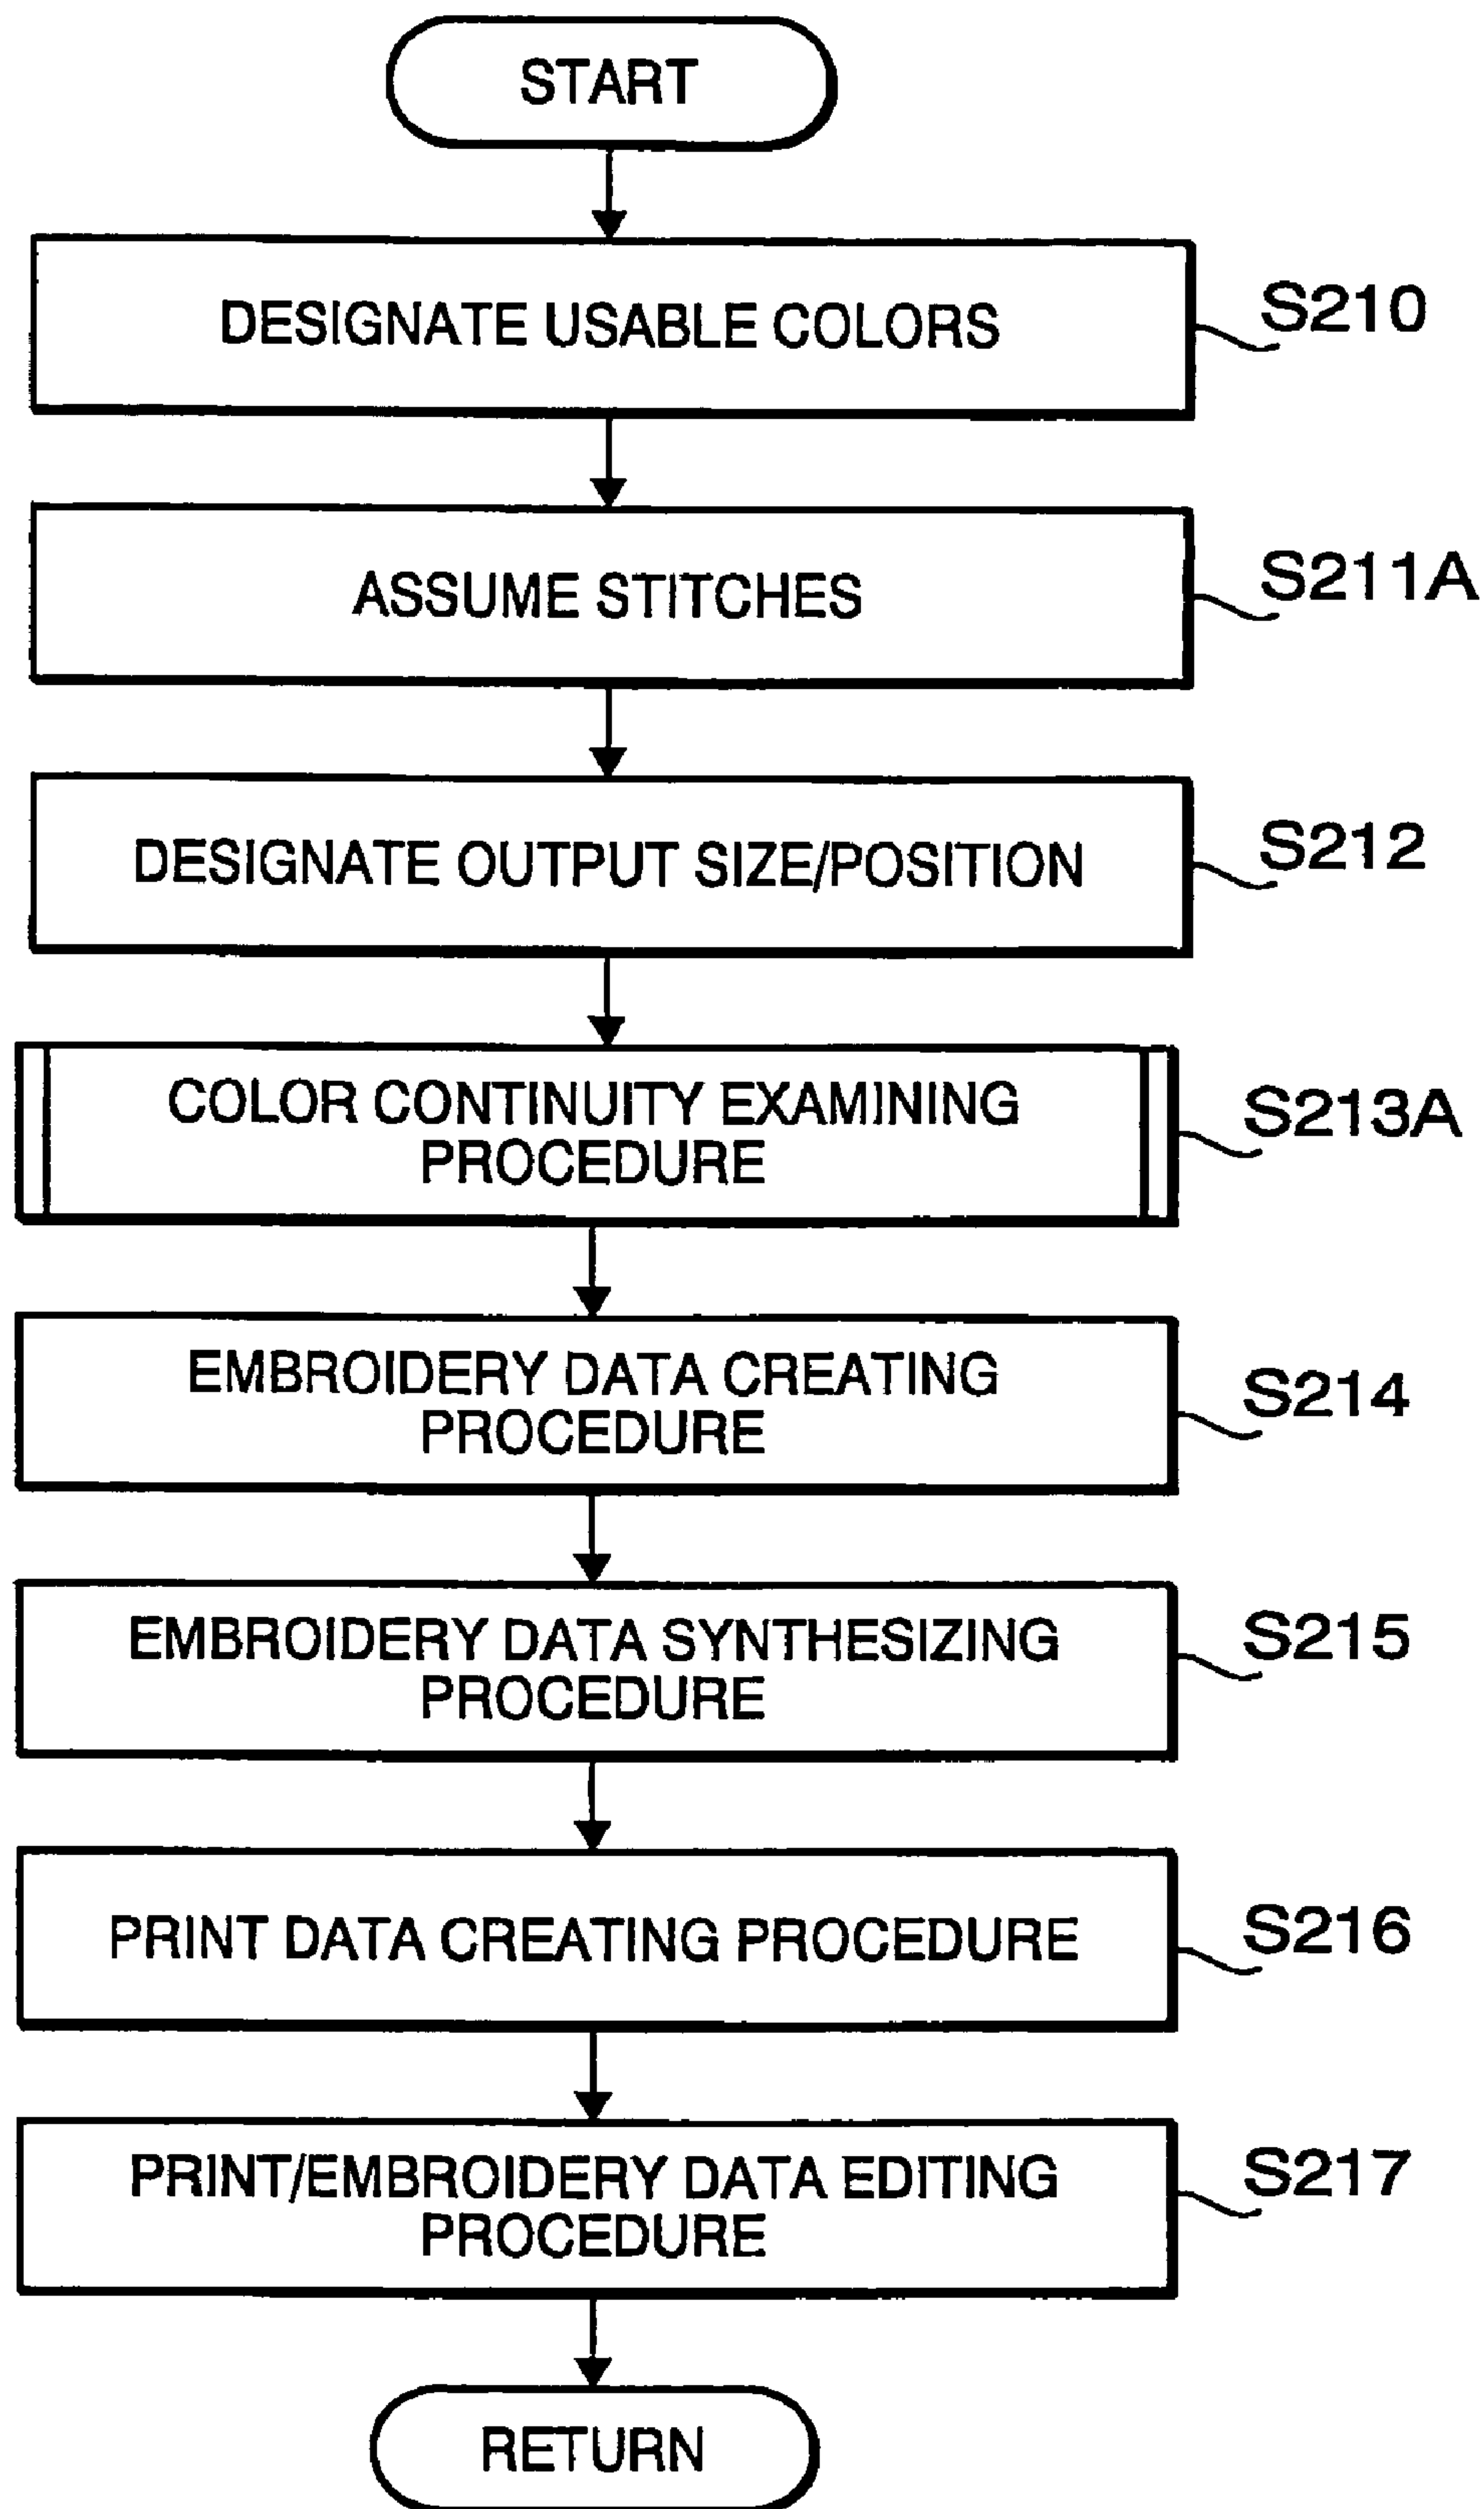 START
DESIGNATE USABLE COLORS
S210
ASSUME STITCHES
S211A
DESIGNATE OUTPUT SIZE/POSITION
S212
COLOR CONTINUITY EXAMINING
PROCEDURE
S213A
EMBROIDERY DATA CREATING
PROCEDURE
S214
EMBROIDERY DATA SYNTHESIZING
PROCEDURE
S215
PRINT DATA CREATING PROCEDURE
S216
PRINT/EMBROIDERY DATA EDITING
PROCEDURE
S217
RETURN